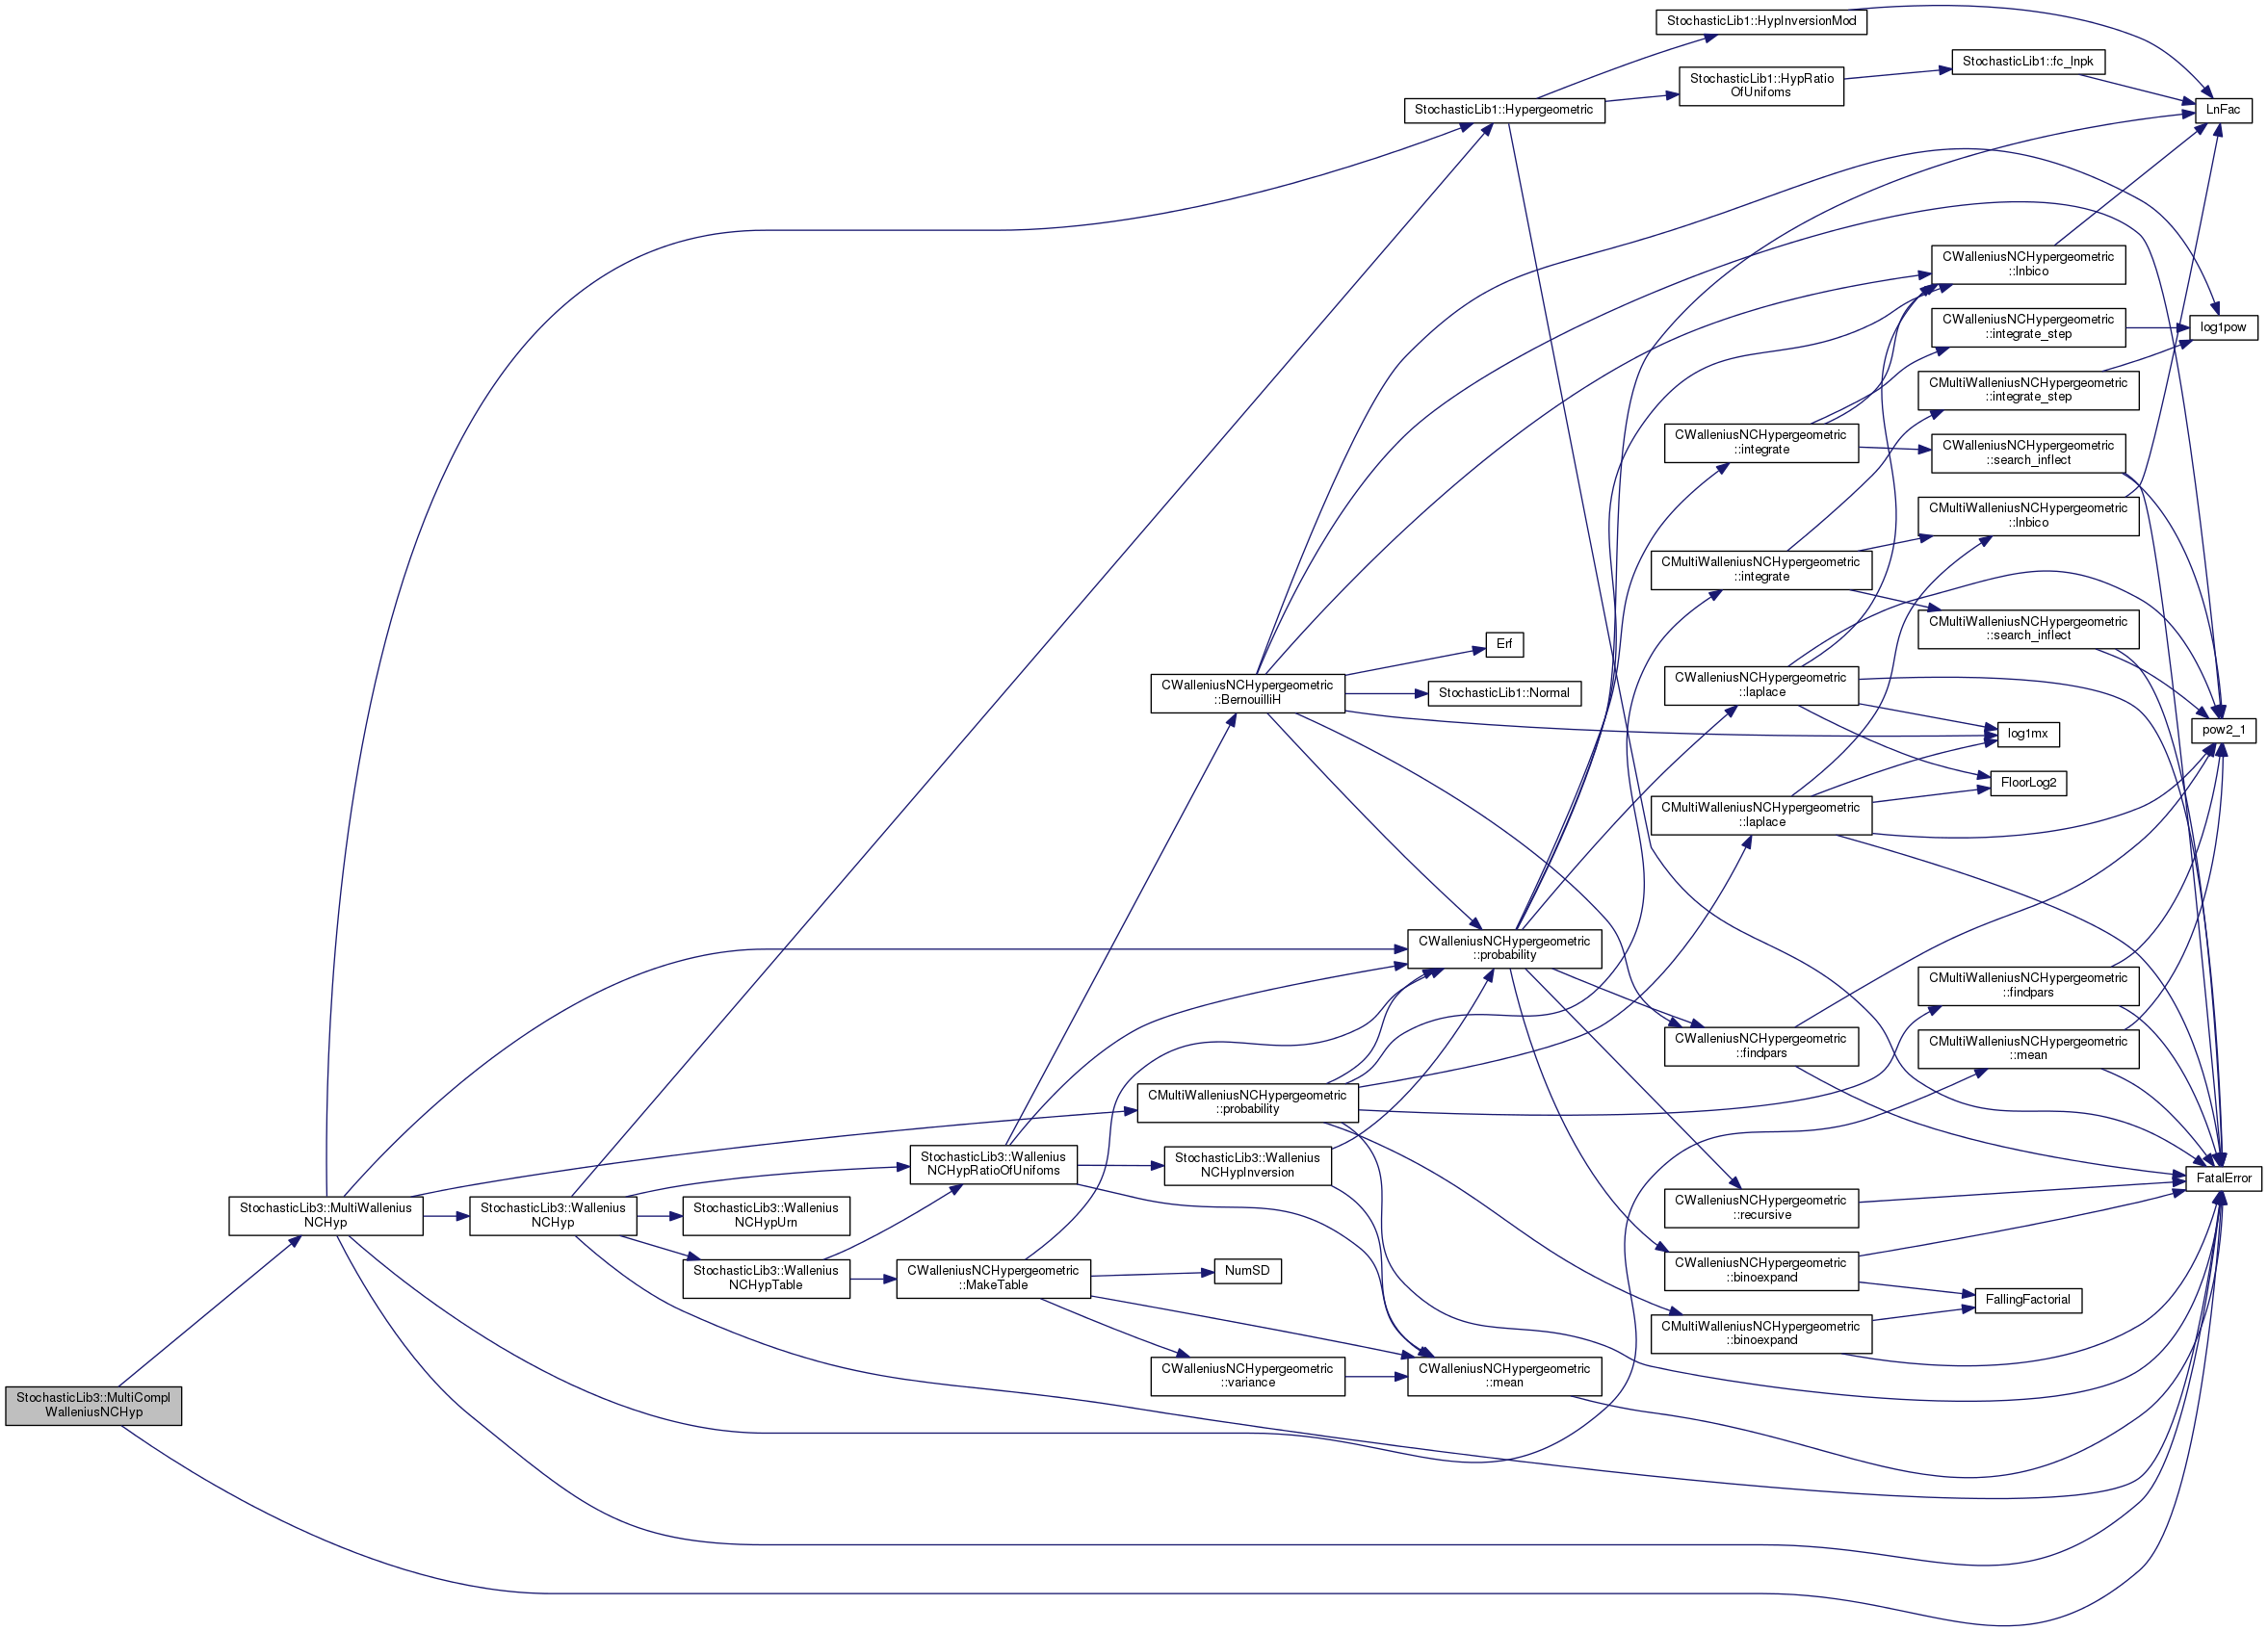 StochasticLib3::MultiCompl
WalleniusNCHyp
StochasticLib3::MultiWallenius
NCHyp
StochasticLib3::Wallenius
NCHyp
StochasticLib3::Wallenius
NCHypUrn
StochasticLib3::Wallenius
NCHypTable
StochasticLib3::Wallenius
NCHypRatioOfUnifoms
CWalleniusNCHypergeometric
::MakeTable
CWalleniusNCHypergeometric
::BernouilliH
CMultiWalleniusNCHypergeometric
::probability
StochasticLib3::Wallenius
NCHypInversion
NumSD
CWalleniusNCHypergeometric
::variance
StochasticLib1::Hypergeometric
Erf
StochasticLib1::Normal
CWalleniusNCHypergeometric
::probability
CWalleniusNCHypergeometric
::mean
StochasticLib1::HypInversionMod
StochasticLib1::HypRatio
OfUnifoms
CWalleniusNCHypergeometric
::integrate
CMultiWalleniusNCHypergeometric
::integrate
CWalleniusNCHypergeometric
::laplace
CMultiWalleniusNCHypergeometric
::laplace
CWalleniusNCHypergeometric
::findpars
CWalleniusNCHypergeometric
::recursive
CWalleniusNCHypergeometric
::binoexpand
CMultiWalleniusNCHypergeometric
::binoexpand
StochasticLib1::fc_lnpk
CWalleniusNCHypergeometric
::lnbico
CWalleniusNCHypergeometric
::integrate_step
CMultiWalleniusNCHypergeometric
::integrate_step
CWalleniusNCHypergeometric
::search_inflect
CMultiWalleniusNCHypergeometric
::lnbico
CMultiWalleniusNCHypergeometric
::search_inflect
log1mx
FloorLog2
CMultiWalleniusNCHypergeometric
::findpars
CMultiWalleniusNCHypergeometric
::mean
FallingFactorial
LnFac
log1pow
pow2_1
FatalError